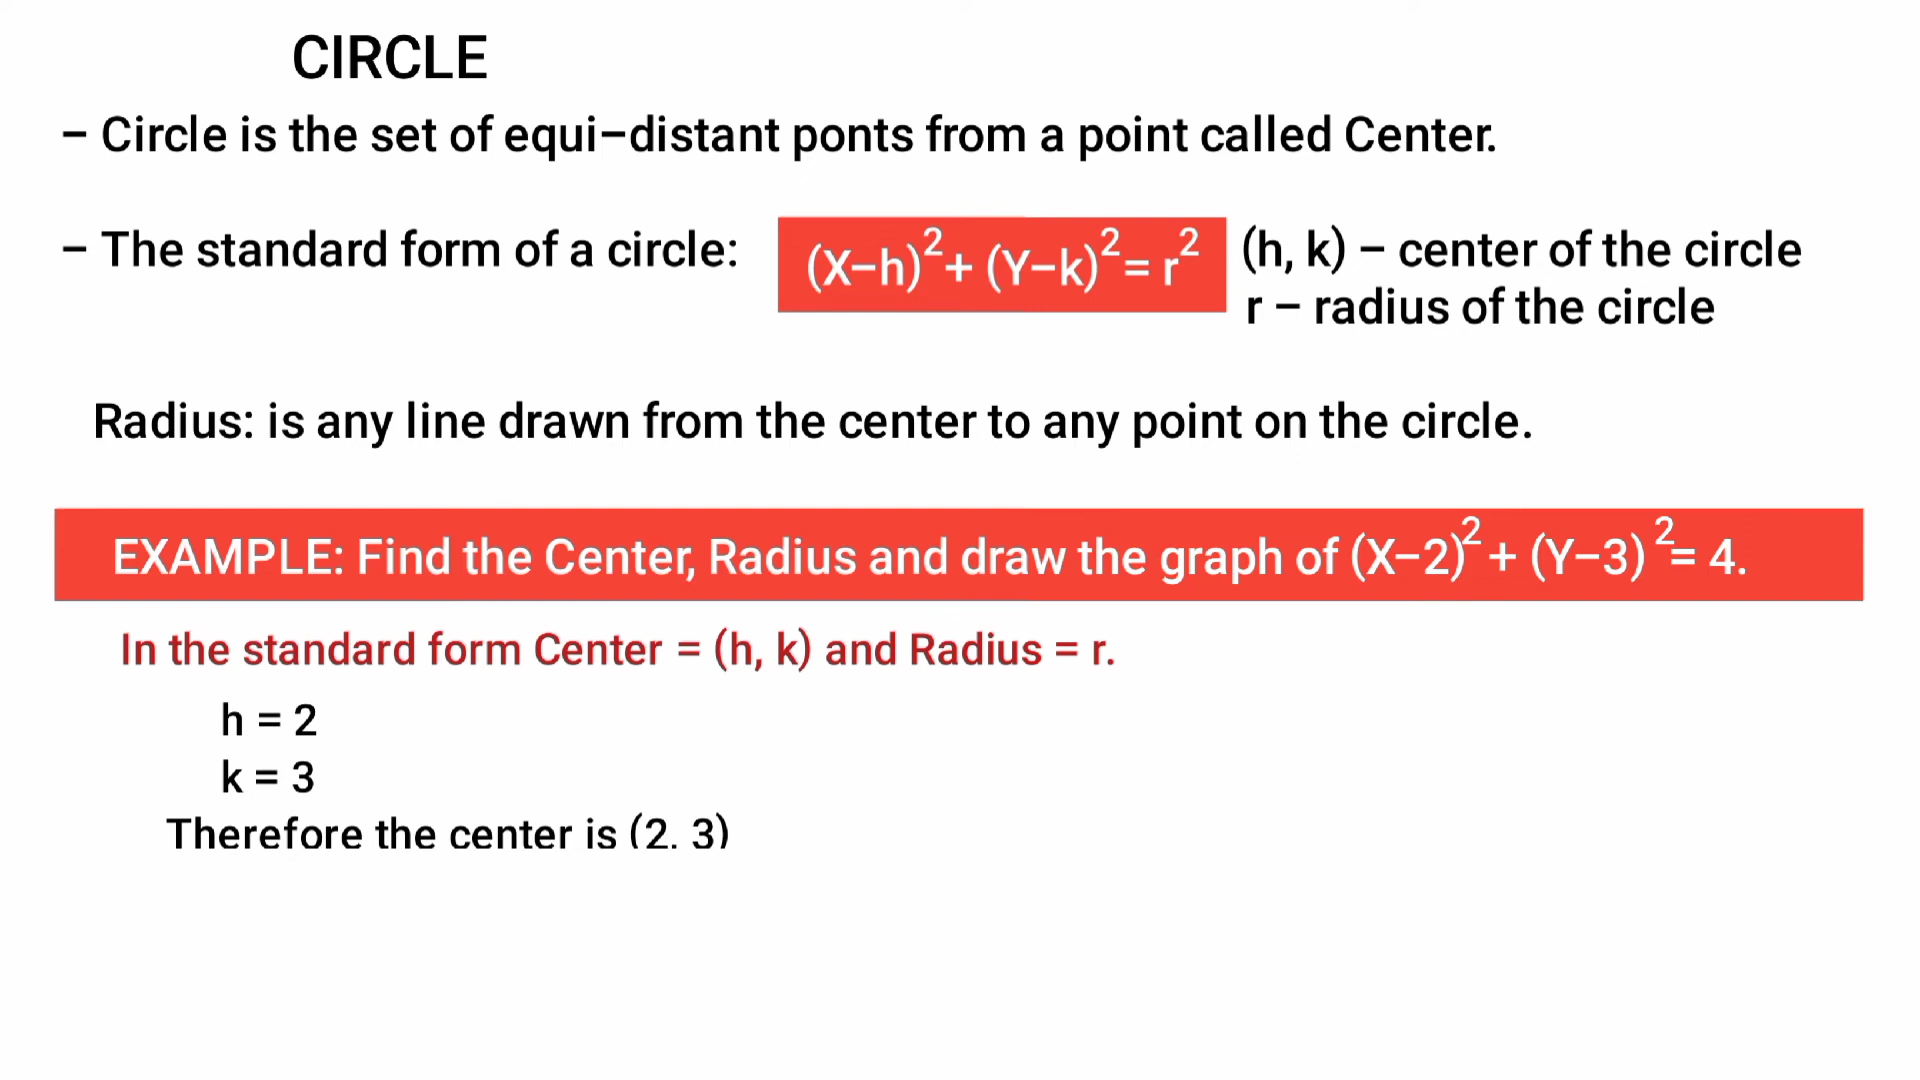 CIRCLE
– Circle is the set of equi–distant ponts from a point called Center.
– The standard form of a circle: (X–h)²+ (Y–k)²= r² (h, k) – center of the circle
r – radius of the circle
Radius: is any line drawn from the center to any point on the circle.
EXAMPLE: Find the Center, Radius and draw the graph of (X–2)² + (Y–3)²= 4.
In the standard form Center = (h, k) and Radius = r.
h = 2
k = 3
Therefore the center is (2, 3)